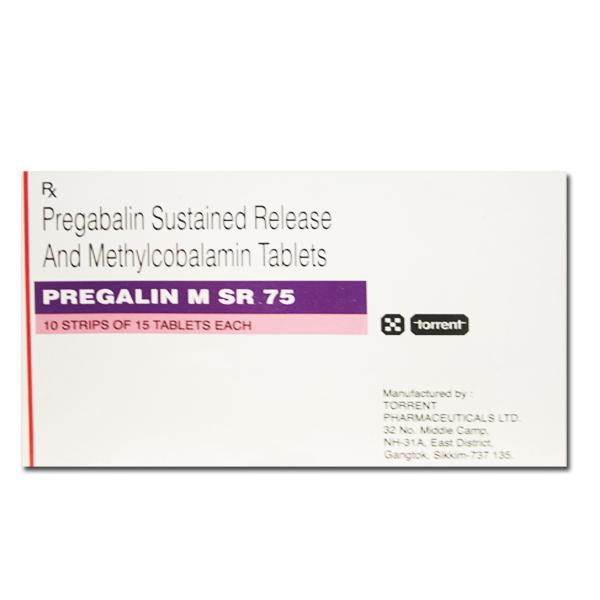 Rx
Pregabalin Sustained Release
And Methylcobalamin Tablets
PREGALIN M SR 75
10 STRIPS OF 15 TABLETS EACH
torrent
Manufactured by :
TORRENT
PHARMACEUTICALS LTD.
32 No. Middle Camp,
NH-31A, East District,
Gangtok, Sikkim-737 135.